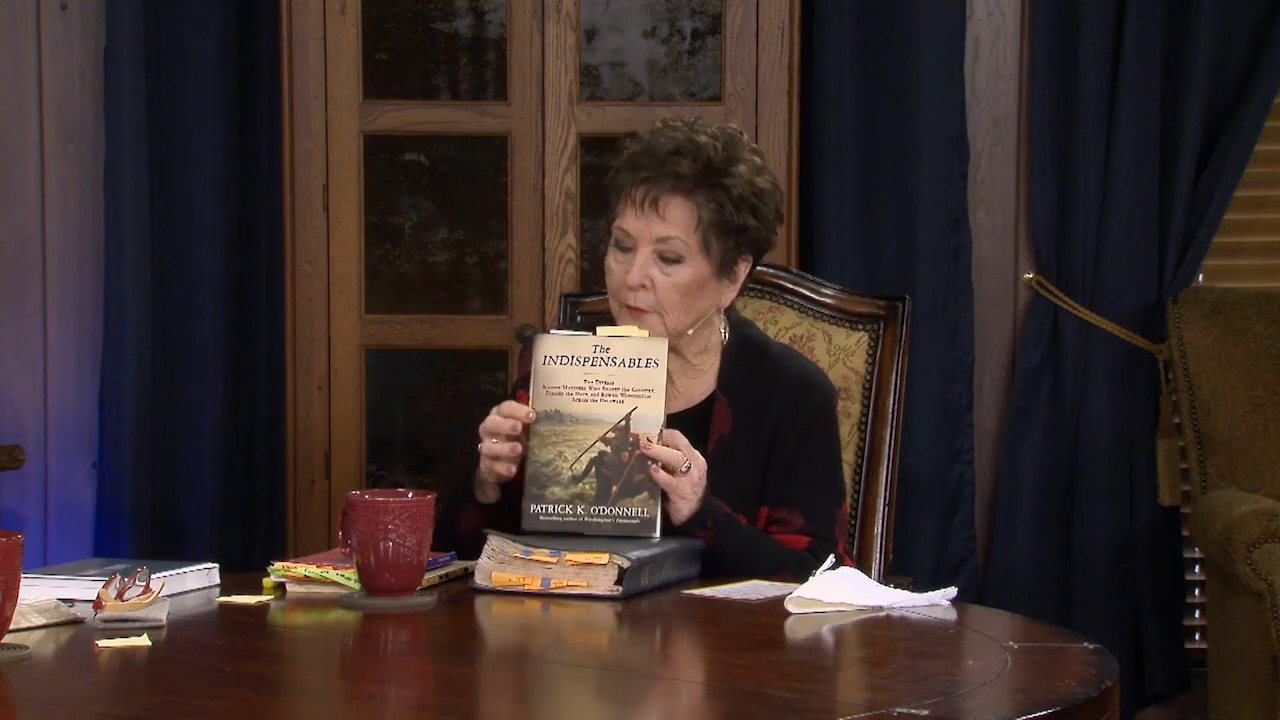 The
INDISPENSABLES
The Diverse
Soldier-Mariners Who Shaped the Country,
Formed the Navy, and Rowed Washington
Across the Delaware
PATRICK K. O'DONNELL
Bestselling author of Washington's Immortals